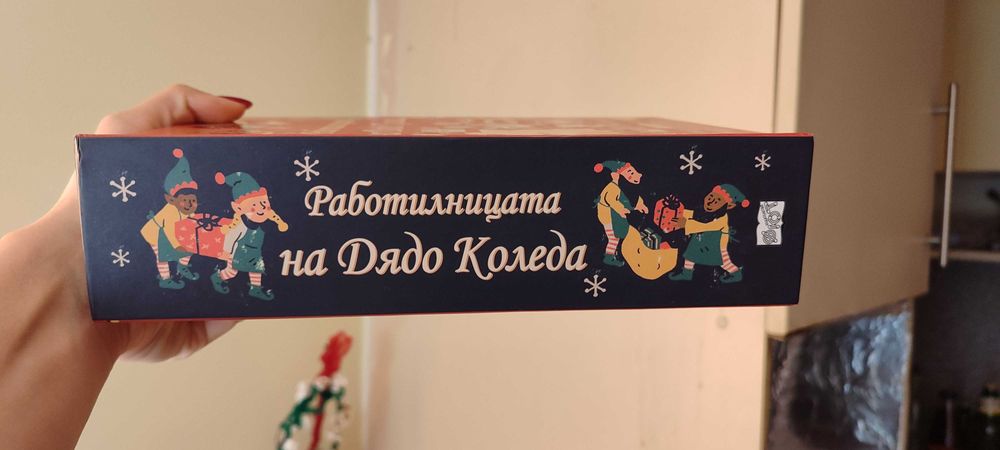 Работилницата
на Дядо Коледа